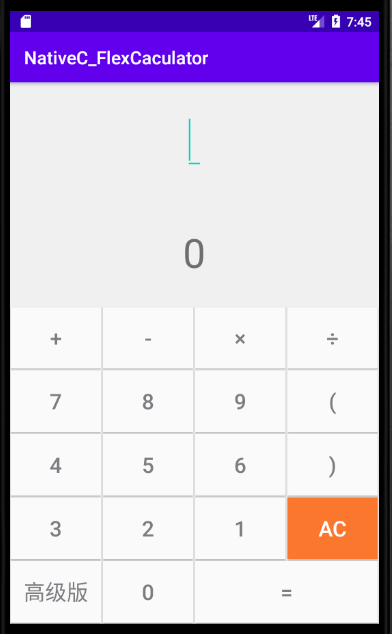 LTE 7:45
NativeC_FlexCaculator
0
+ - × ÷
7 8 9 (
4 5 6 )
3 2 1 AC
高级版 0 =